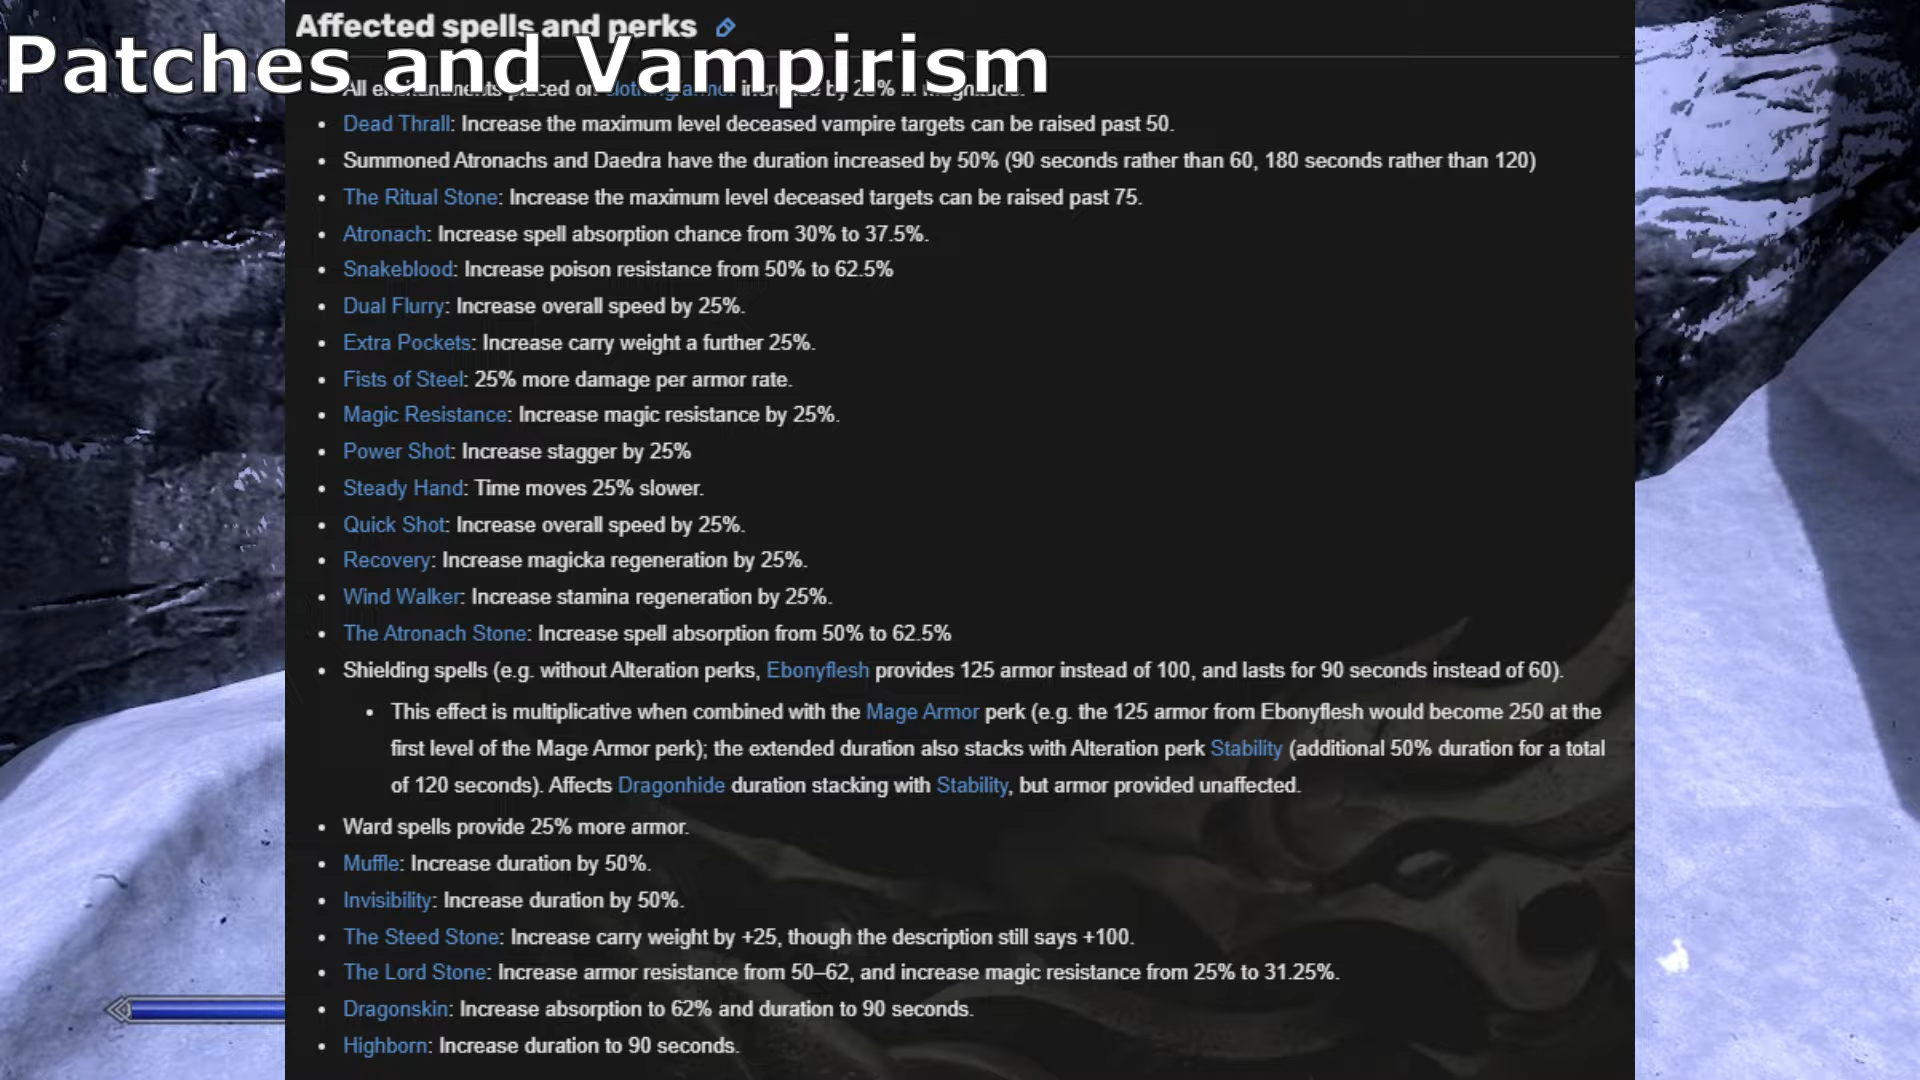 Affected spells and perks
Patches and Vampirism
All enchantments placed on clothing/armor increase by 25% in magnitude.
• Dead Thrall: Increase the maximum level deceased vampire targets can be raised past 50.
• Summoned Atronachs and Daedra have the duration increased by 50% (90 seconds rather than 60, 180 seconds rather than 120)
• The Ritual Stone: Increase the maximum level deceased targets can be raised past 75.
• Atronach: Increase spell absorption chance from 30% to 37.5%.
• Snakeblood: Increase poison resistance from 50% to 62.5%
• Dual Flurry: Increase overall speed by 25%.
• Extra Pockets: Increase carry weight a further 25%.
• Fists of Steel: 25% more damage per armor rate.
• Magic Resistance: Increase magic resistance by 25%.
• Power Shot: Increase stagger by 25%
• Steady Hand: Time moves 25% slower.
• Quick Shot: Increase overall speed by 25%.
• Recovery: Increase magicka regeneration by 25%.
• Wind Walker: Increase stamina regeneration by 25%.
• The Atronach Stone: Increase spell absorption from 50% to 62.5%
• Shielding spells (e.g. without Alteration perks, Ebonyflesh provides 125 armor instead of 100, and lasts for 90 seconds instead of 60).
• This effect is multiplicative when combined with the Mage Armor perk (e.g. the 125 armor from Ebonyflesh would become 250 at the
first level of the Mage Armor perk); the extended duration also stacks with Alteration perk Stability (additional 50% duration for a total
of 120 seconds). Affects Dragonhide duration stacking with Stability, but armor provided unaffected.
• Ward spells provide 25% more armor.
• Muffle: Increase duration by 50%.
• Invisibility: Increase duration by 50%.
• The Steed Stone: Increase carry weight by +25, though the description still says +100.
• The Lord Stone: Increase armor resistance from 50–62, and increase magic resistance from 25% to 31.25%.
• Dragonskin: Increase absorption to 62% and duration to 90 seconds.
• Highborn: Increase duration to 90 seconds.